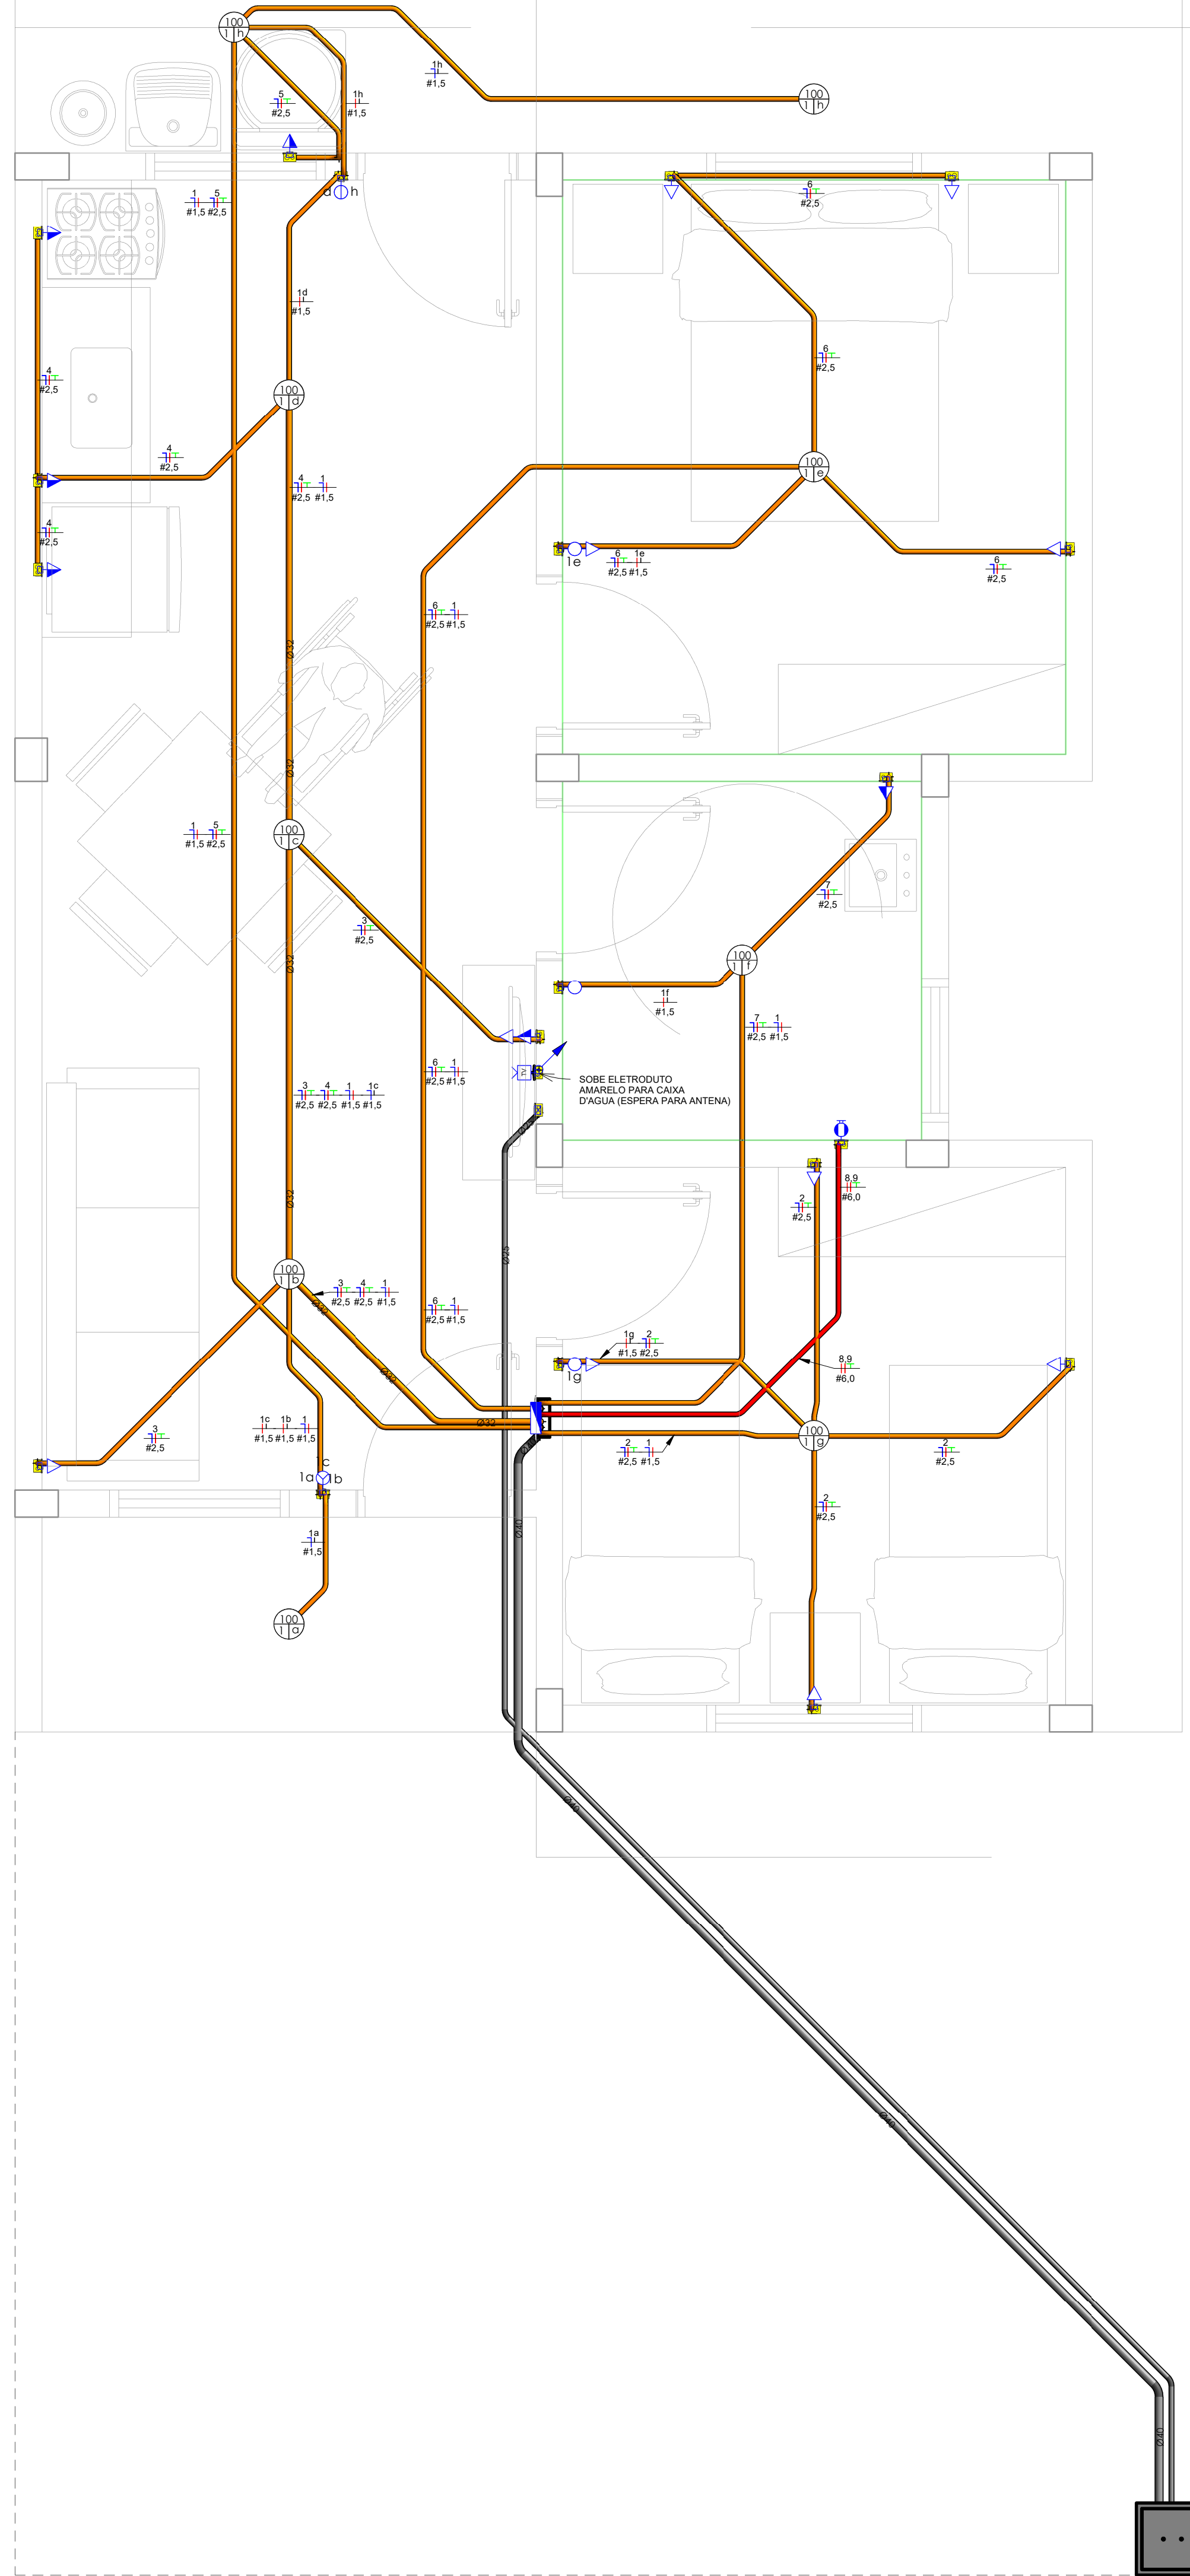 100
1 h
1h
#1,5
100
1 h
5
#2,5
1h
#1,5
d h
6
#2,5
1 5
#1,5 #2,5
1d
#1,5
6
#2,5
4
#2,5
100
1 d
4
#2,5
100
1 e
4 1
#2,5 #1,5
4
#2,5
1e
6 1e
#2,5 #1,5
6
#2,5
6 1
#2,5 #1,5
Ø32
Ø32
100
1 c
1 5
#1,5 #2,5
7
#2,5
3
#2,5
Ø32
100
1 f
1f
#1,5
7 1
#2,5 #1,5
6 1
#2,5 #1,5
TV
SOBE ELETRODUTO
AMARELO PARA CAIXA
D'AGUA (ESPERA PARA ANTENA)
3 4 1 1c
#2,5 #2,5 #1,5 #1,5
Ø25
8,9
#6,0
2
#2,5
Ø32
Ø25
100
1 b
3 4 1
#2,5 #2,5 #1,5
Ø32
6 1
#2,5 #1,5
1g 2
#1,5 #2,5
1g
8,9
#6,0
Ø32
Ø32
1c 1b 1
#1,5 #1,5 #1,5
3
#2,5
100
1 g
2 1
#2,5 #1,5
2
#2,5
1c
1a 1b
2
#2,5
Ø40
1a
#1,5
100
1 a
Ø40
Ø40
Ø40